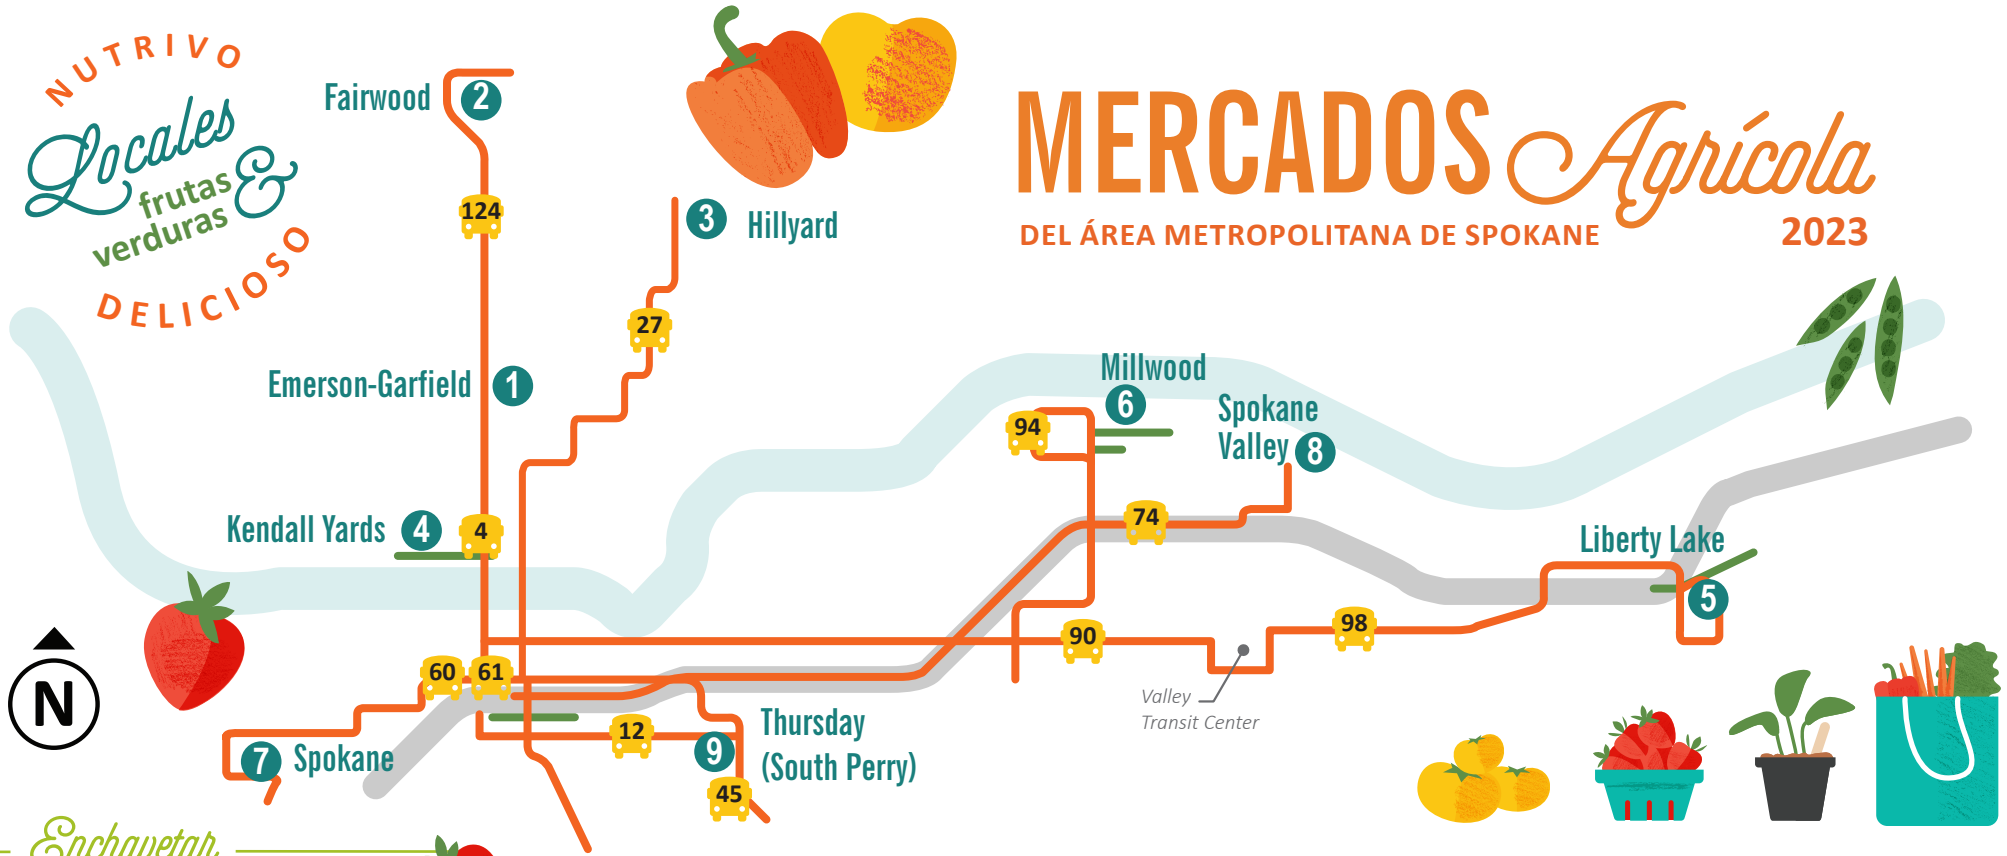 NUTRIVO
Locales
frutas &
verduras
DELICIOSO
MERCADOS Agrícola
DEL ÁREA METROPOLITANA DE SPOKANE
2023
Fairwood
2
124
3
Hillyard
27
Emerson-Garfield
1
Millwood
6
94
Spokane
Valley
8
Kendall Yards
4
4
74
Liberty Lake
5
90
98
Valley
Transit Center
60
61
N
7
Spokane
12
9
Thursday
(South Perry)
45
Enchavetar